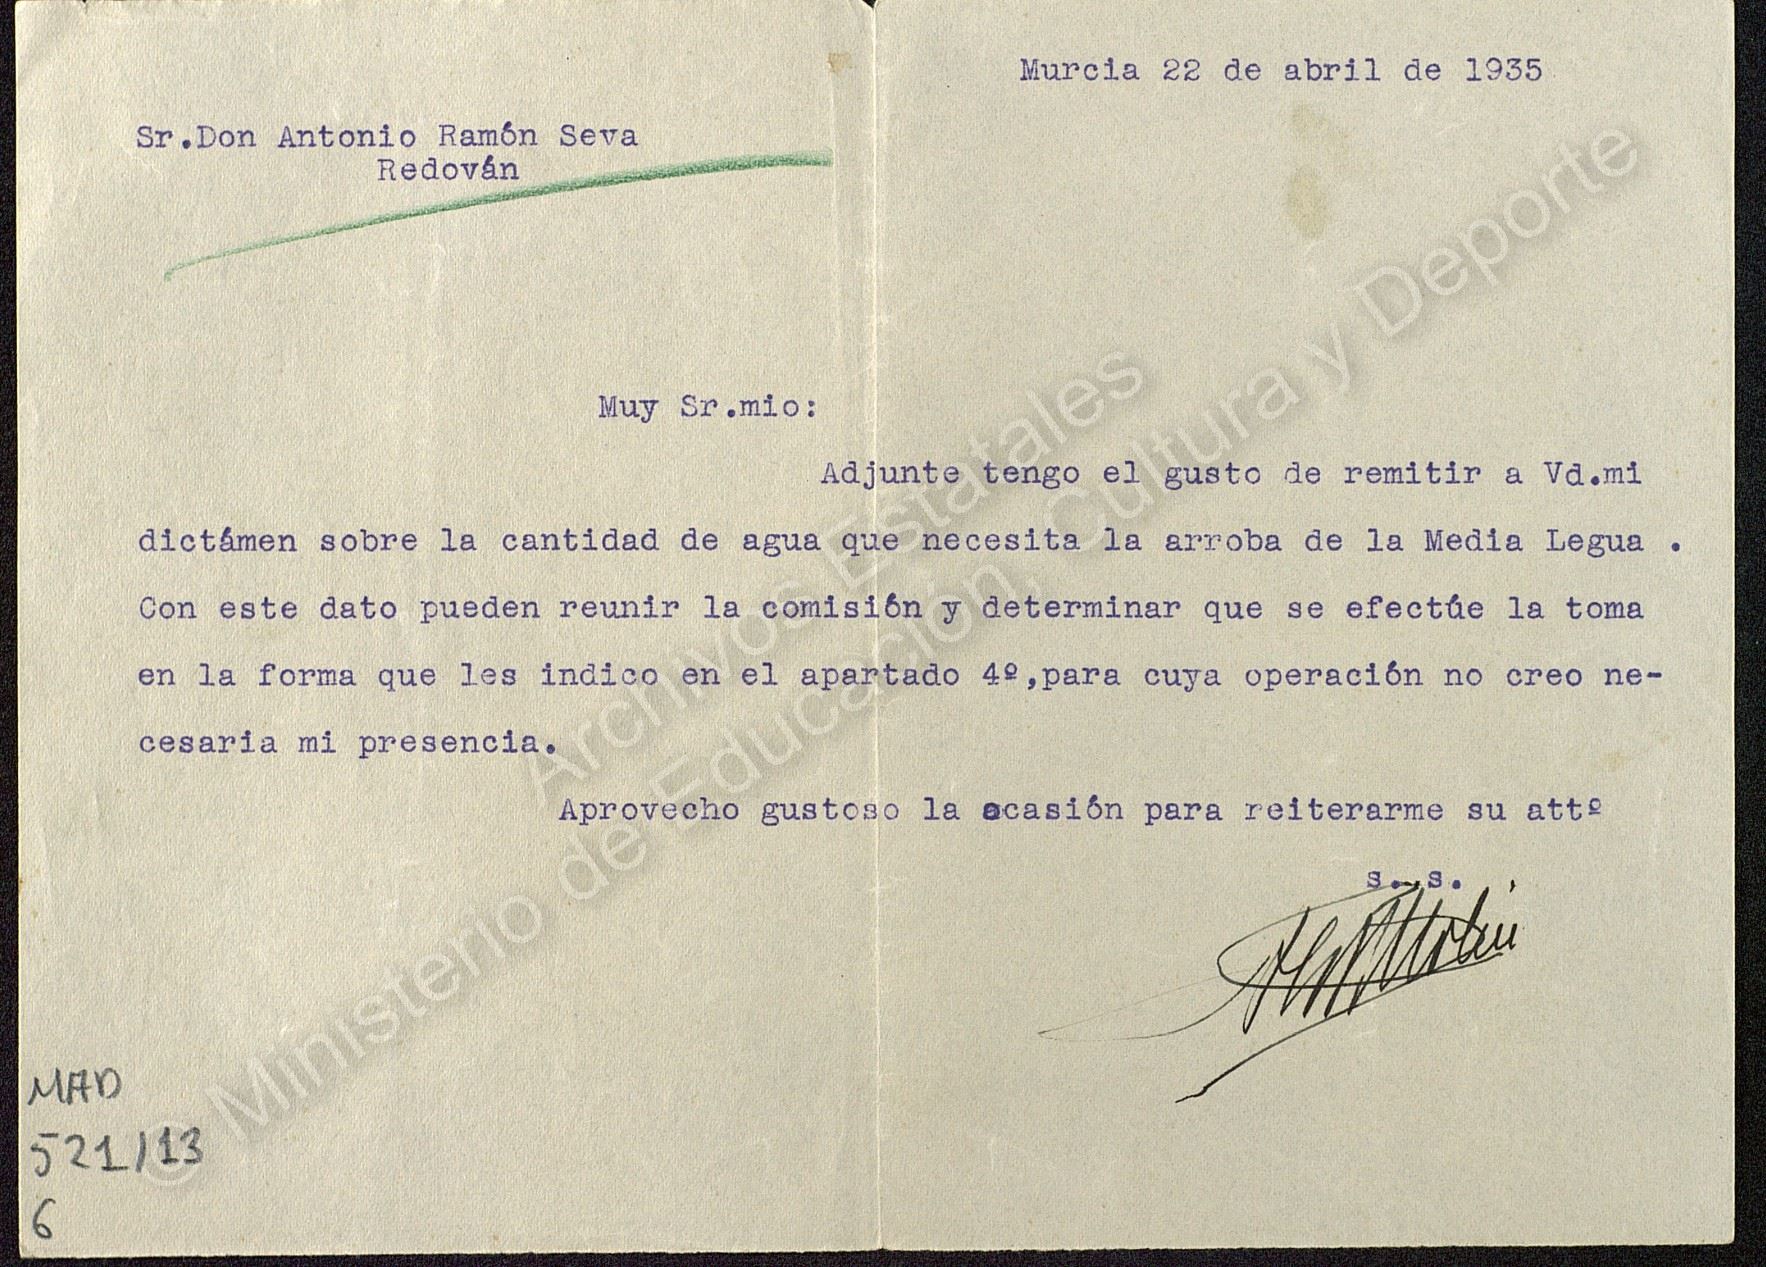 Murcia 22 de abril de 1935
Sr.Don Antonio Ramón Seva
Redován
Muy Sr.mio:
Adjunte tengo el gusto de remitir a Vd.mi
dictámen sobre la cantidad de agua que necesita la arroba de la Media Legua .
Con este dato pueden reunir la comisión y determinar que se efectúe la toma
en la forma que les indico en el apartado 4º,para cuya operación no creo ne-
cesaria mi presencia.
Aprovecho gustoso la ocasión para reiterarme su attº
s. s.
MAD
521/13
6
Archivos Estatales
© Ministerio de Educación, Cultura y Deporte